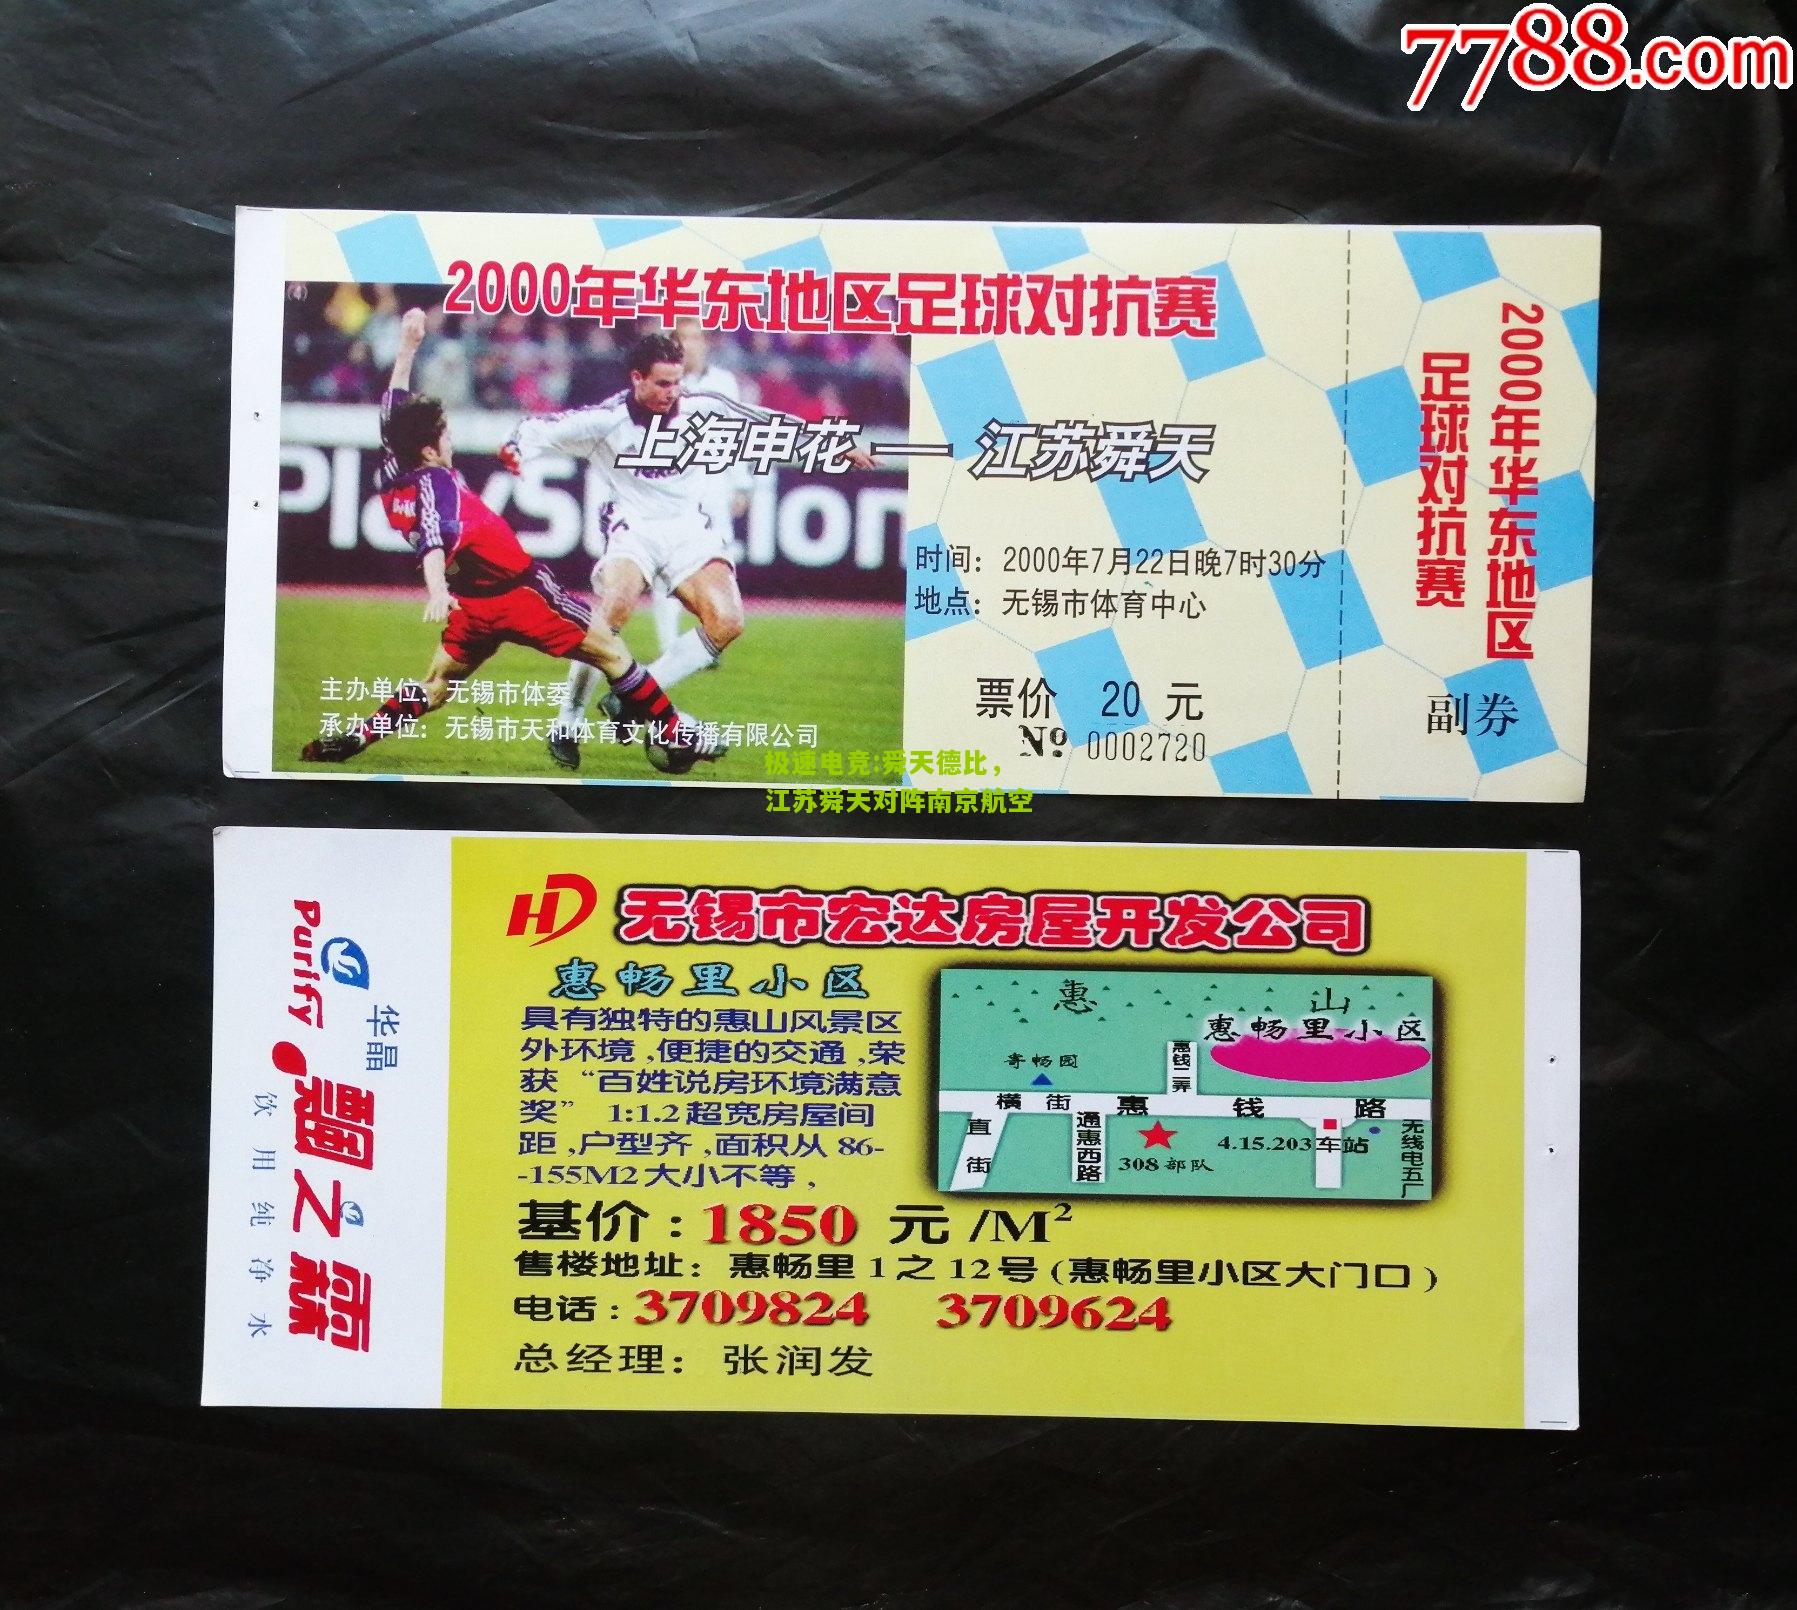 7788.com
2000年华东地区足球对抗赛
(4)
上海申花 — 江苏舜天
PlayStation
时间：2000年7月22日晚7时30分
地点：无锡市体育中心
主办单位：无锡市体委
承办单位：无锡市天和体育文化传播有限公司
票价 20 元
№ 0002720
2000年华东地区
足球对抗赛
副券
极速电竞:舜天德比，
江苏舜天对阵南京航空
HD 无锡市宏达房屋开发公司
惠畅里小区
具有独特的惠山风景区
外环境,便捷的交通,荣
获“百姓说房环境满意
奖” 1:1.2超宽房屋间
距,户型齐,面积从86-
-155M2大小不等,
基价:1850 元/M²
售楼地址：惠畅里1之12号(惠畅里小区大门口)
电话:3709824 3709624
总经理：张润发
惠 山
惠畅里小区
寄畅园
惠钱二弄
横街 惠 钱 路
直街
通惠西路
308部队
4.15.203车站
无线电五厂
Purify
华晶
飘之霖
饮用纯净水